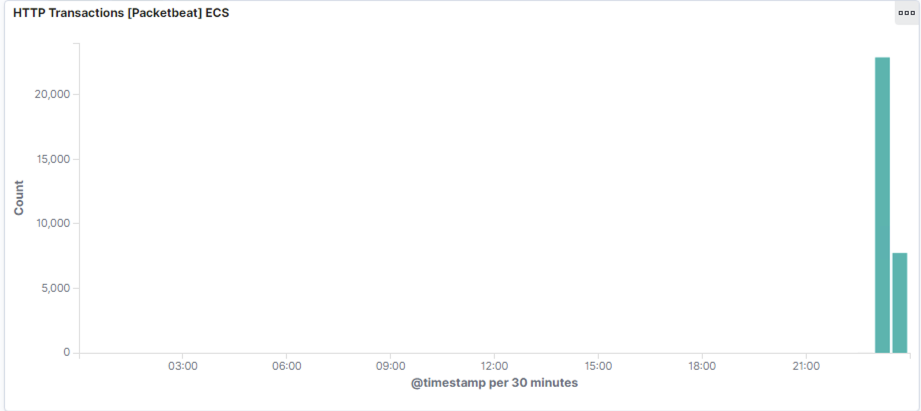 HTTP Transactions [Packetbeat] ECS
20,000
15,000
10,000
5,000
0
Count
03:00 06:00 09:00 12:00 15:00 18:00 21:00
@timestamp per 30 minutes